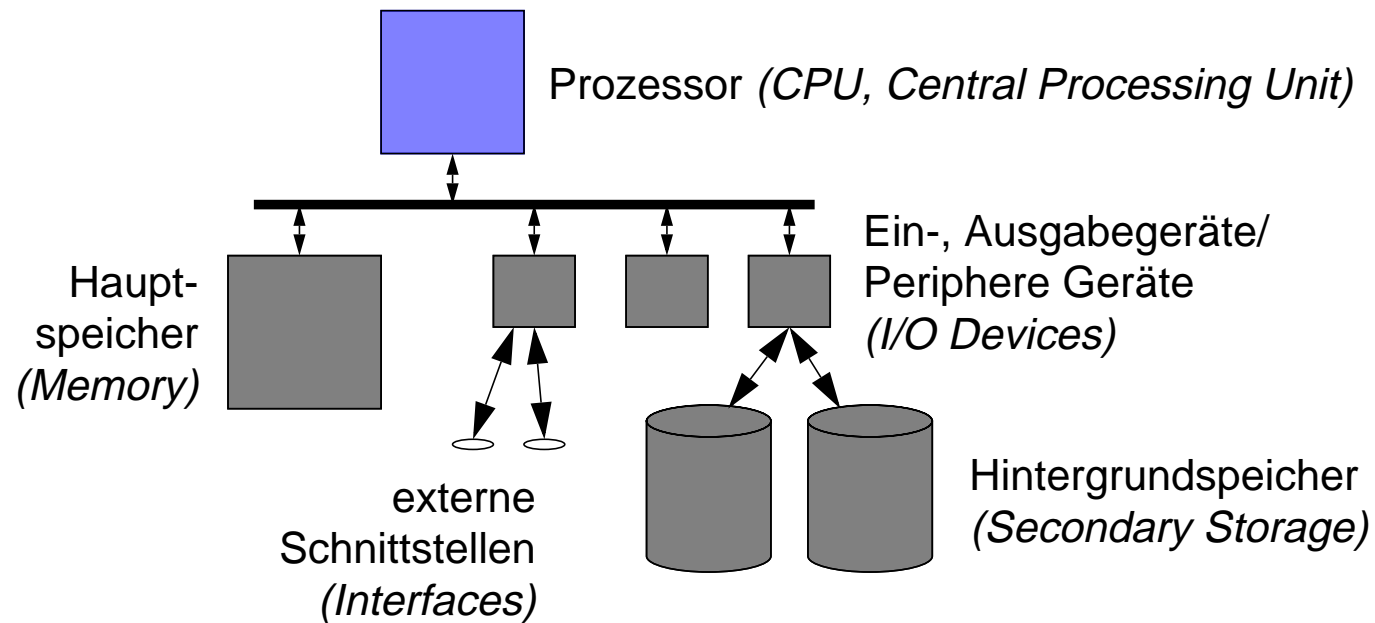 Prozessor (CPU, Central Processing Unit)
Ein-, Ausgabegeräte/
Periphere Geräte
(I/O Devices)
Haupt-
speicher
(Memory)
externe
Schnittstellen
(Interfaces)
Hintergrundspeicher
(Secondary Storage)